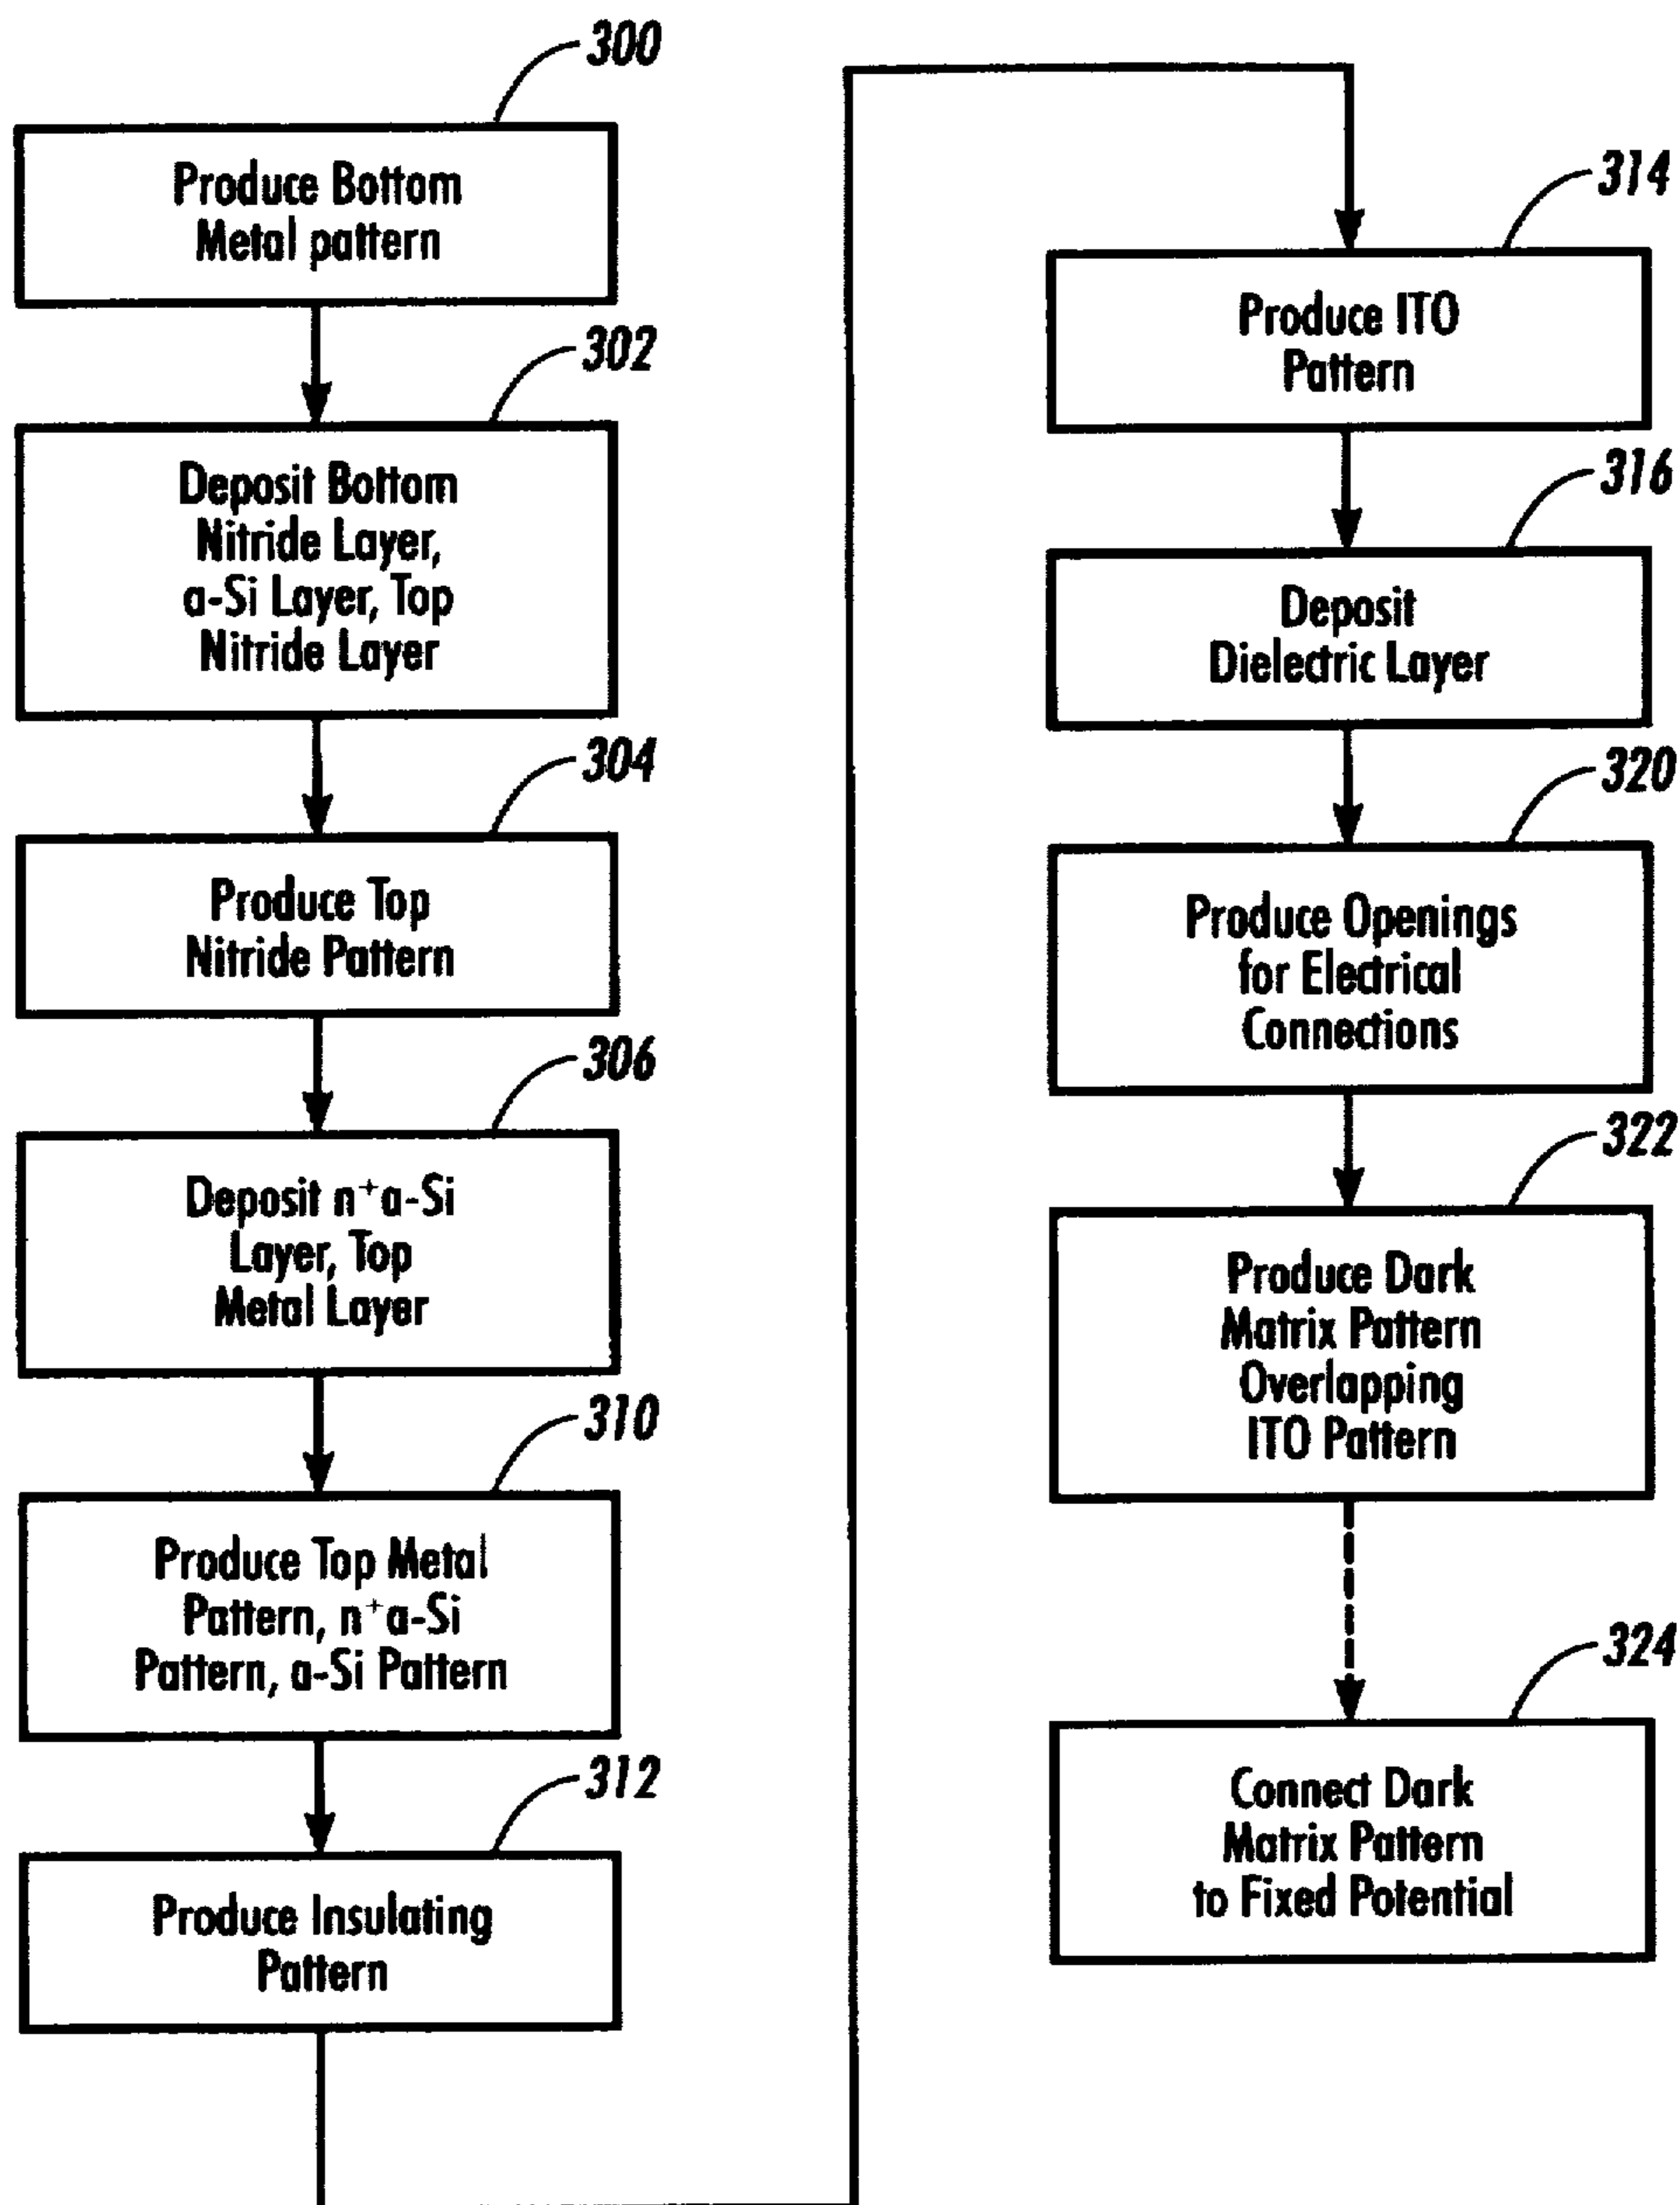 300
Produce Bottom
Metal pattern
302
Deposit Bottom
Nitride Layer,
a-Si Layer, Top
Nitride Layer
304
Produce Top
Nitride Pattern
306
Deposit n⁺a-Si
Layer, Top
Metal Layer
310
Produce Top Metal
Pattern, n⁺a-Si
Pattern, a-Si Pattern
312
Produce Insulating
Pattern
314
Produce ITO
Pattern
316
Deposit
Dielectric Layer
320
Produce Openings
for Electrical
Connections
322
Produce Dark
Matrix Pattern
Overlapping
ITO Pattern
324
Connect Dark
Matrix Pattern
to Fixed Potential